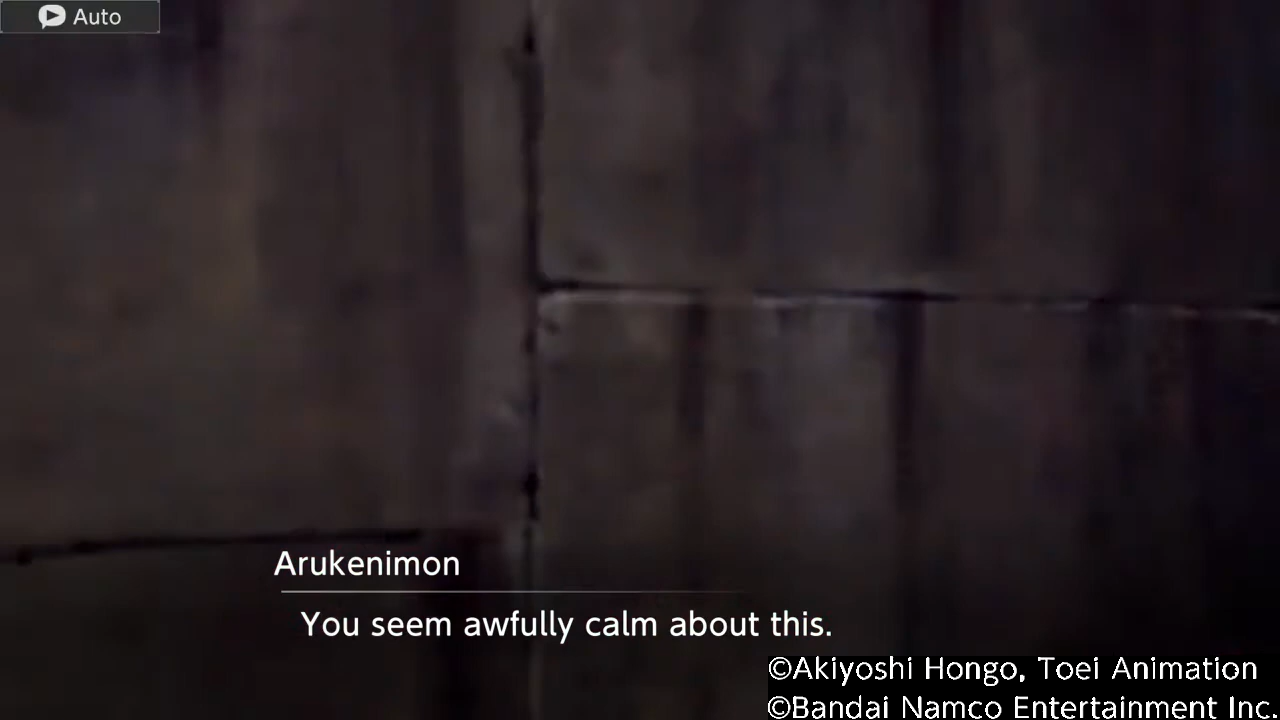 Auto
Arukenimon
You seem awfully calm about this.
©Akiyoshi Hongo, Toei Animation
©Bandai Namco Entertainment Inc.